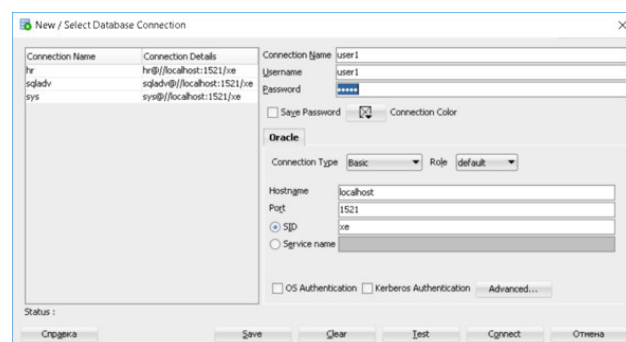 New / Select Database Connection
Connection Name Connection Details
hr hr@//localhost:1521/xe
sqladv sqladv@//localhost:1521/xe
sys sys@//localhost:1521/xe
Connection Name user1
Username user1
Password •••••
Save Password Connection Color
Oracle
Connection Type Basic Role default
Hostname localhost
Port 1521
SID xe
Service name
OS Authentication Kerberos Authentication Advanced...
Status :
Справка Save Clear Test Connect Отмена